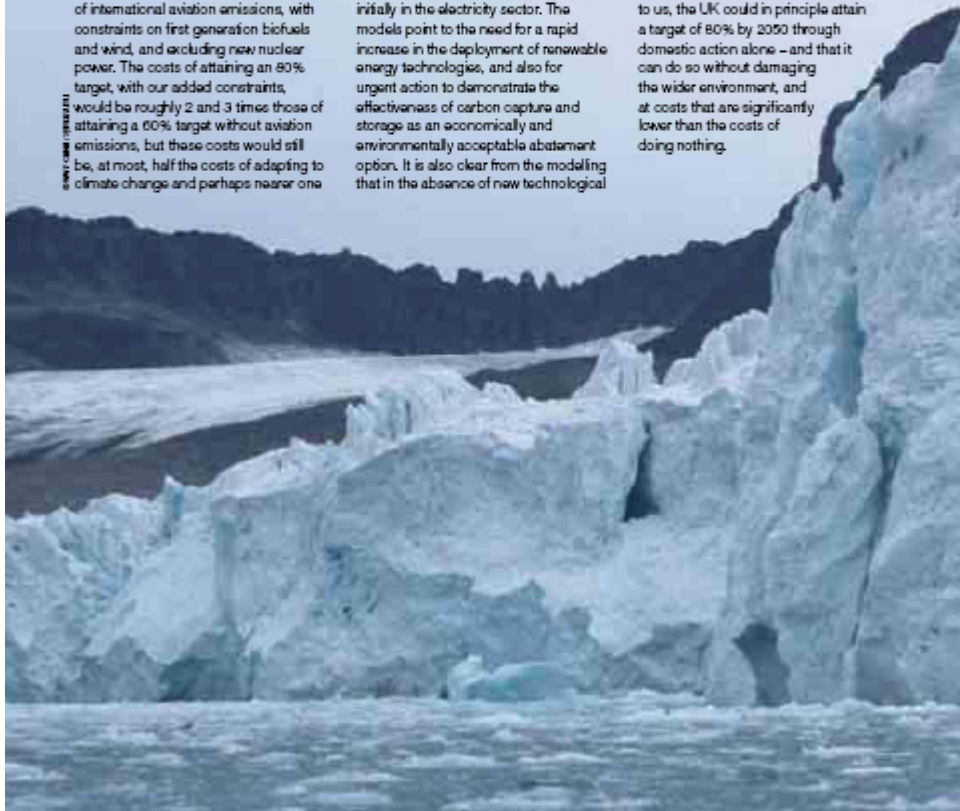 of international aviation emissions, with
constraints on first generation biofuels
and wind, and excluding new nuclear
power. The costs of attaining an 80%
target, with our added constraints,
would be roughly 2 and 3 times those of
attaining a 60% target without aviation
emissions, but these costs would still
be, at most, half the costs of adapting to
climate change and perhaps nearer one
initially in the electricity sector. The
models point to the need for a rapid
increase in the deployment of renewable
energy technologies, and also for
urgent action to demonstrate the
effectiveness of carbon capture and
storage as an economically and
environmentally acceptable abatement
option. It is also clear from the modelling
that in the absence of new technological
to us, the UK could in principle attain
a target of 80% by 2050 through
domestic action alone – and that it
can do so without damaging
the wider environment, and
at costs that are significantly
lower than the costs of
doing nothing.